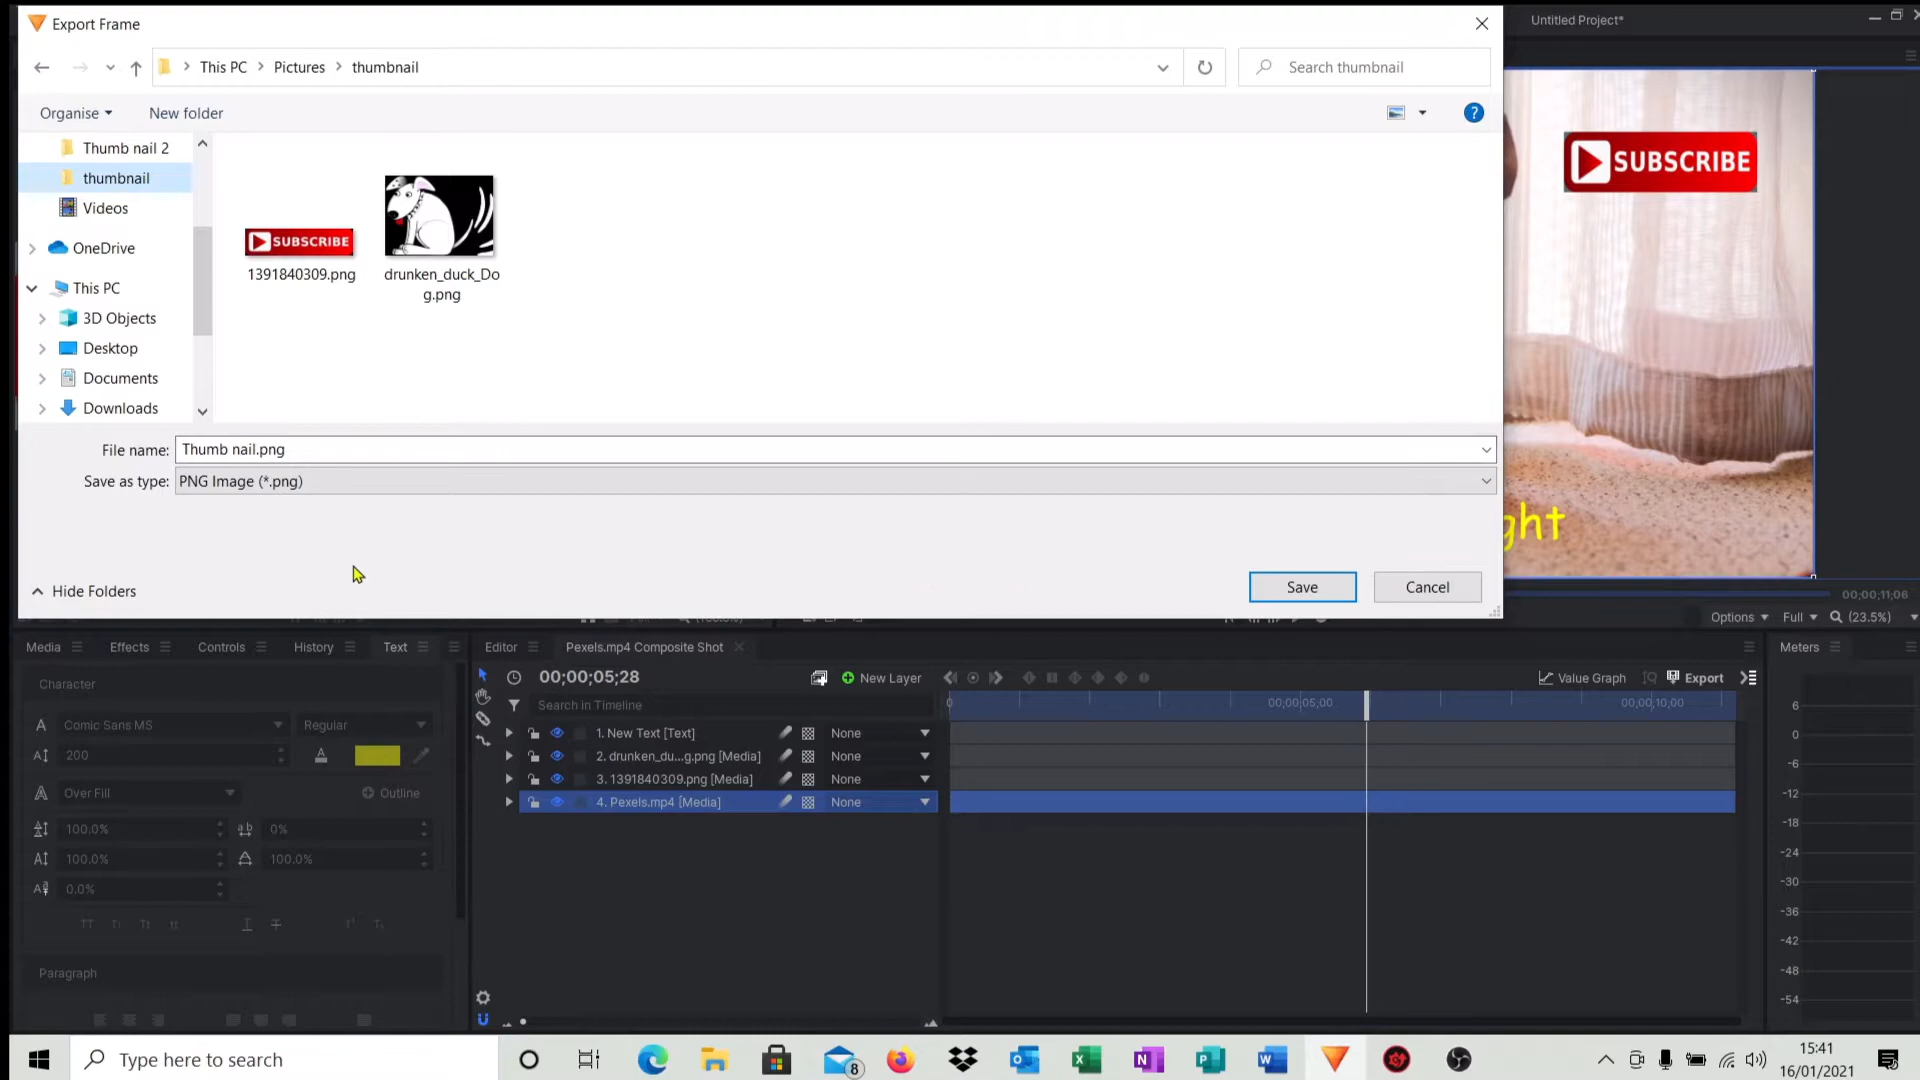 Export Frame
Untitled Project*
This PC
Pictures
thumbnail
Search thumbnail
Organise
New folder
?
Thumb nail 2
thumbnail
Videos
OneDrive
This PC
3D Objects
Desktop
Documents
Downloads
SUBSCRIBE
1391840309.png
drunken_duck_Do
g.png
SUBSCRIBE
File name:
Thumb nail.png
Save as type:
PNG Image (*.png)
ght
Hide Folders
Save
Cancel
00;00;11;06
Options
Full
(23.5%)
Media
Effects
Controls
History
Text
Editor
Pexels.mp4 Composite Shot
Meters
Character
00;00;05;28
New Layer
Value Graph
Export
Search in Timeline
0
00;00;05;00
00;00;10;00
Comic Sans MS
Regular
200
Over Fill
Outline
100.0%
0%
100.0%
100.0%
0.0%
1. New Text [Text]
None
2. drunken_du...g.png [Media]
None
3. 1391840309.png [Media]
None
4. Pexels.mp4 [Media]
None
6
0
-6
-12
-18
-24
-30
-36
-42
-48
-54
Paragraph
Type here to search
8
15:41
16/01/2021